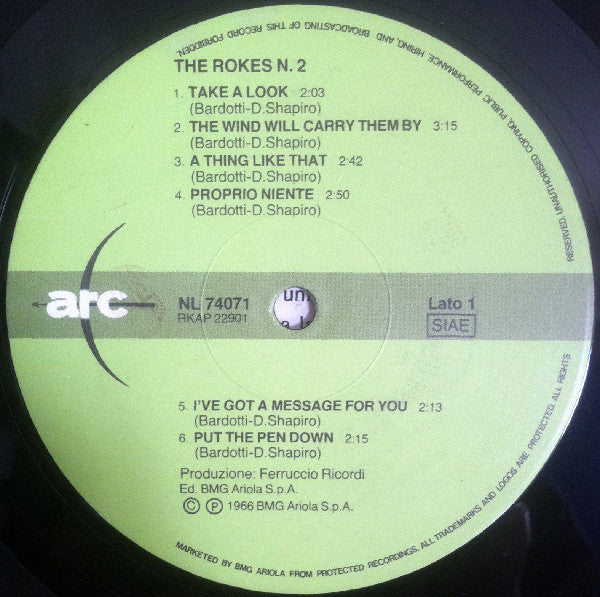 THE ROKES N. 2
1. TAKE A LOOK 2:03
(Bardotti-D.Shapiro)
2. THE WIND WILL CARRY THEM BY 3:15
(Bardotti-D.Shapiro)
3. A THING LIKE THAT 2:42
(Bardotti-D.Shapiro)
4. PROPRIO NIENTE 2:50
(Bardotti-D.Shapiro)
arc
NL 74071
RKAP 22901
Lato 1
SIAE
5. I'VE GOT A MESSAGE FOR YOU 2:13
(Bardotti-D.Shapiro)
6. PUT THE PEN DOWN 2:15
(Bardotti-D.Shapiro)
Produzione: Ferruccio Ricordi
Ed. BMG Ariola S.p.A.
© ℗ 1966 BMG Ariola S.p.A.
MARKETED BY BMG ARIOLA FROM PROTECTED RECORDINGS. ALL TRADEMARKS AND LOGOS ARE PROTECTED. ALL RIGHTS RESERVED. UNAUTHORISED COPYING, PUBLIC PERFORMANCE, HIRING, AND BROADCASTING OF THIS RECORD FORBIDDEN.